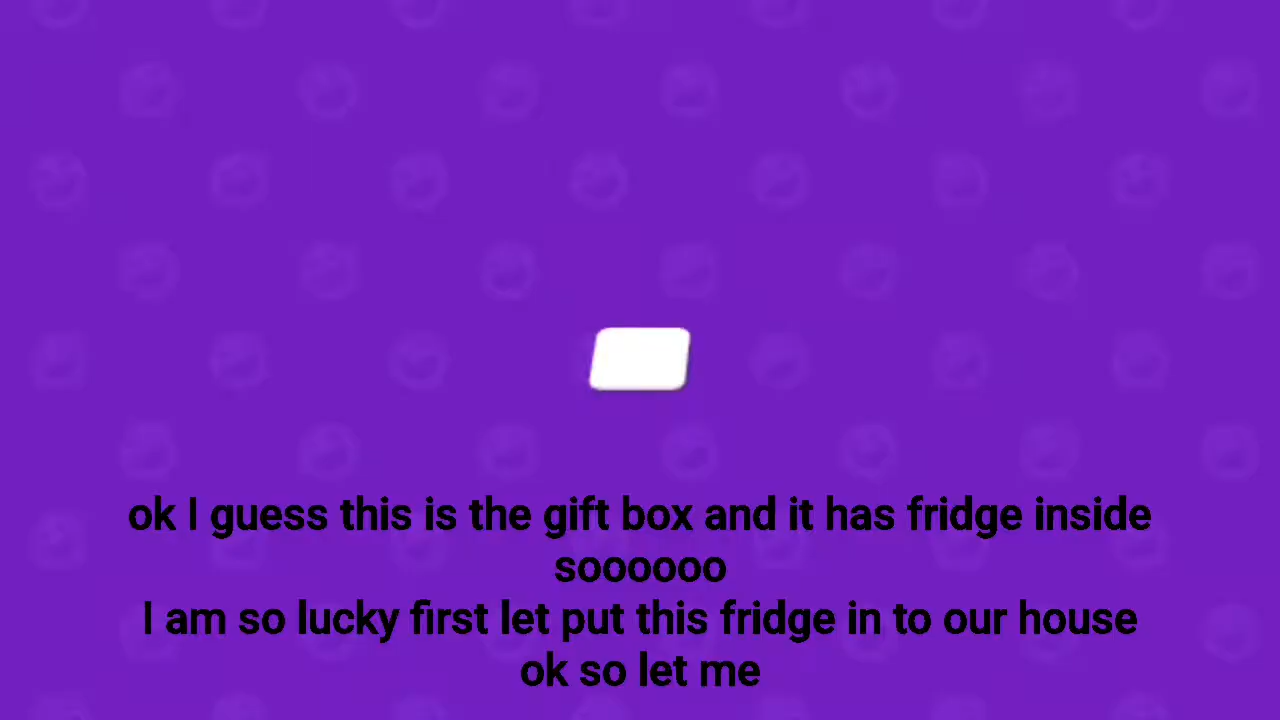 ok I guess this is the gift box and it has fridge inside
soooooo
I am so lucky first let put this fridge in to our house
ok so let me